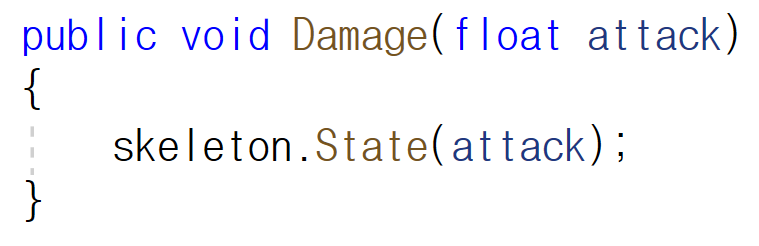 public void Damage(float attack)
{
    skeleton.State(attack);
}